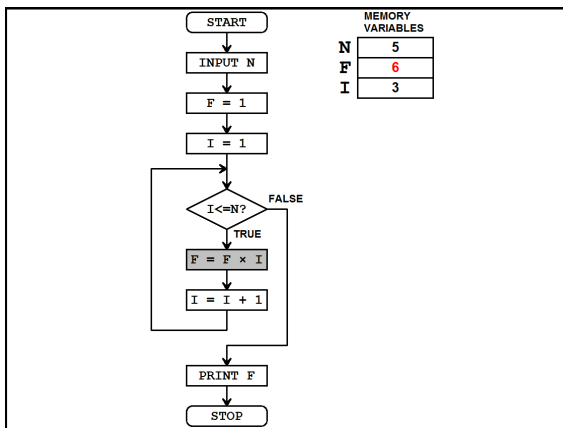 START
INPUT N
F = 1
I = 1
I<=N?
FALSE
TRUE
F = F × I
I = I + 1
PRINT F
STOP
MEMORY
VARIABLES
N 5
F 6
I 3